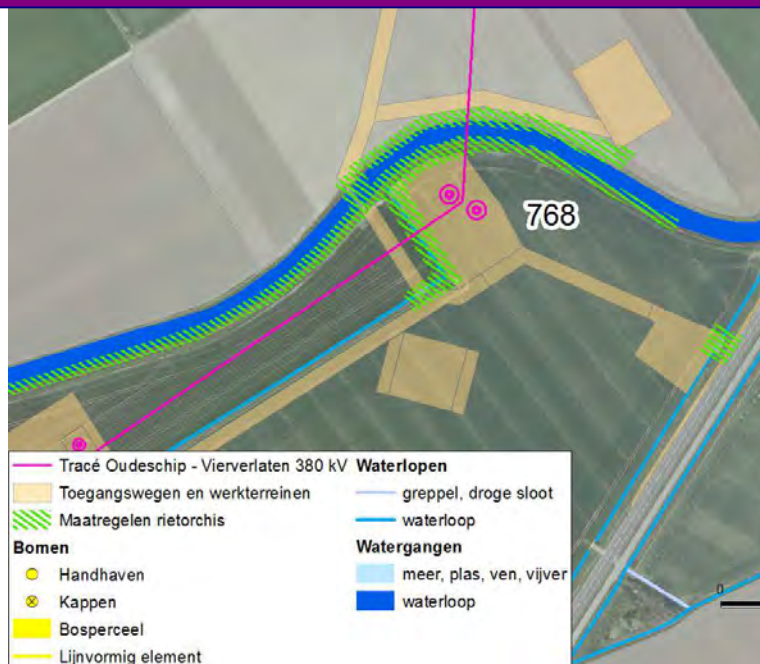 768
Tracé Oudeschip - Vierverlaten 380 kV
Toegangswegen en werkterreinen
Maatregelen rietorchis
Bomen
Handhaven
Kappen
Bosperceel
Lijnvormig element
Waterlopen
greppel, droge sloot
waterloop
Watergangen
meer, plas, ven, vijver
waterloop
0